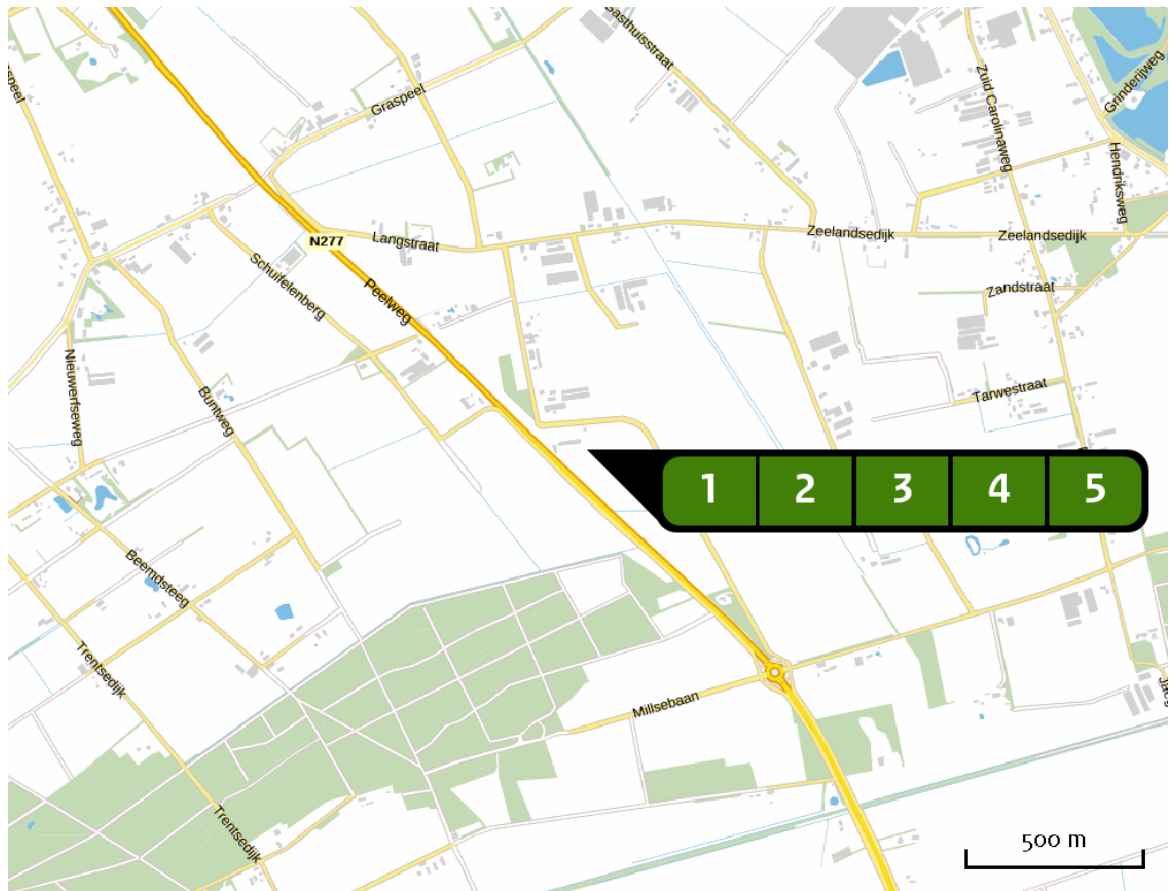 Gasthuisstraat
Grinderijweg
Zuid Carolinaweg
Graspeel
Hendriksweg
N277
Langstraat
Zeelandsedijk
Zeelandsedijk
Schuifelenberg
Peelweg
Zandstraat
Nieuwerfseweg
Buntweg
Tarwestraat
1 2 3 4 5
Beemdsteeg
Trentsedijk
Millsebaan
Trentsedijk
500 m